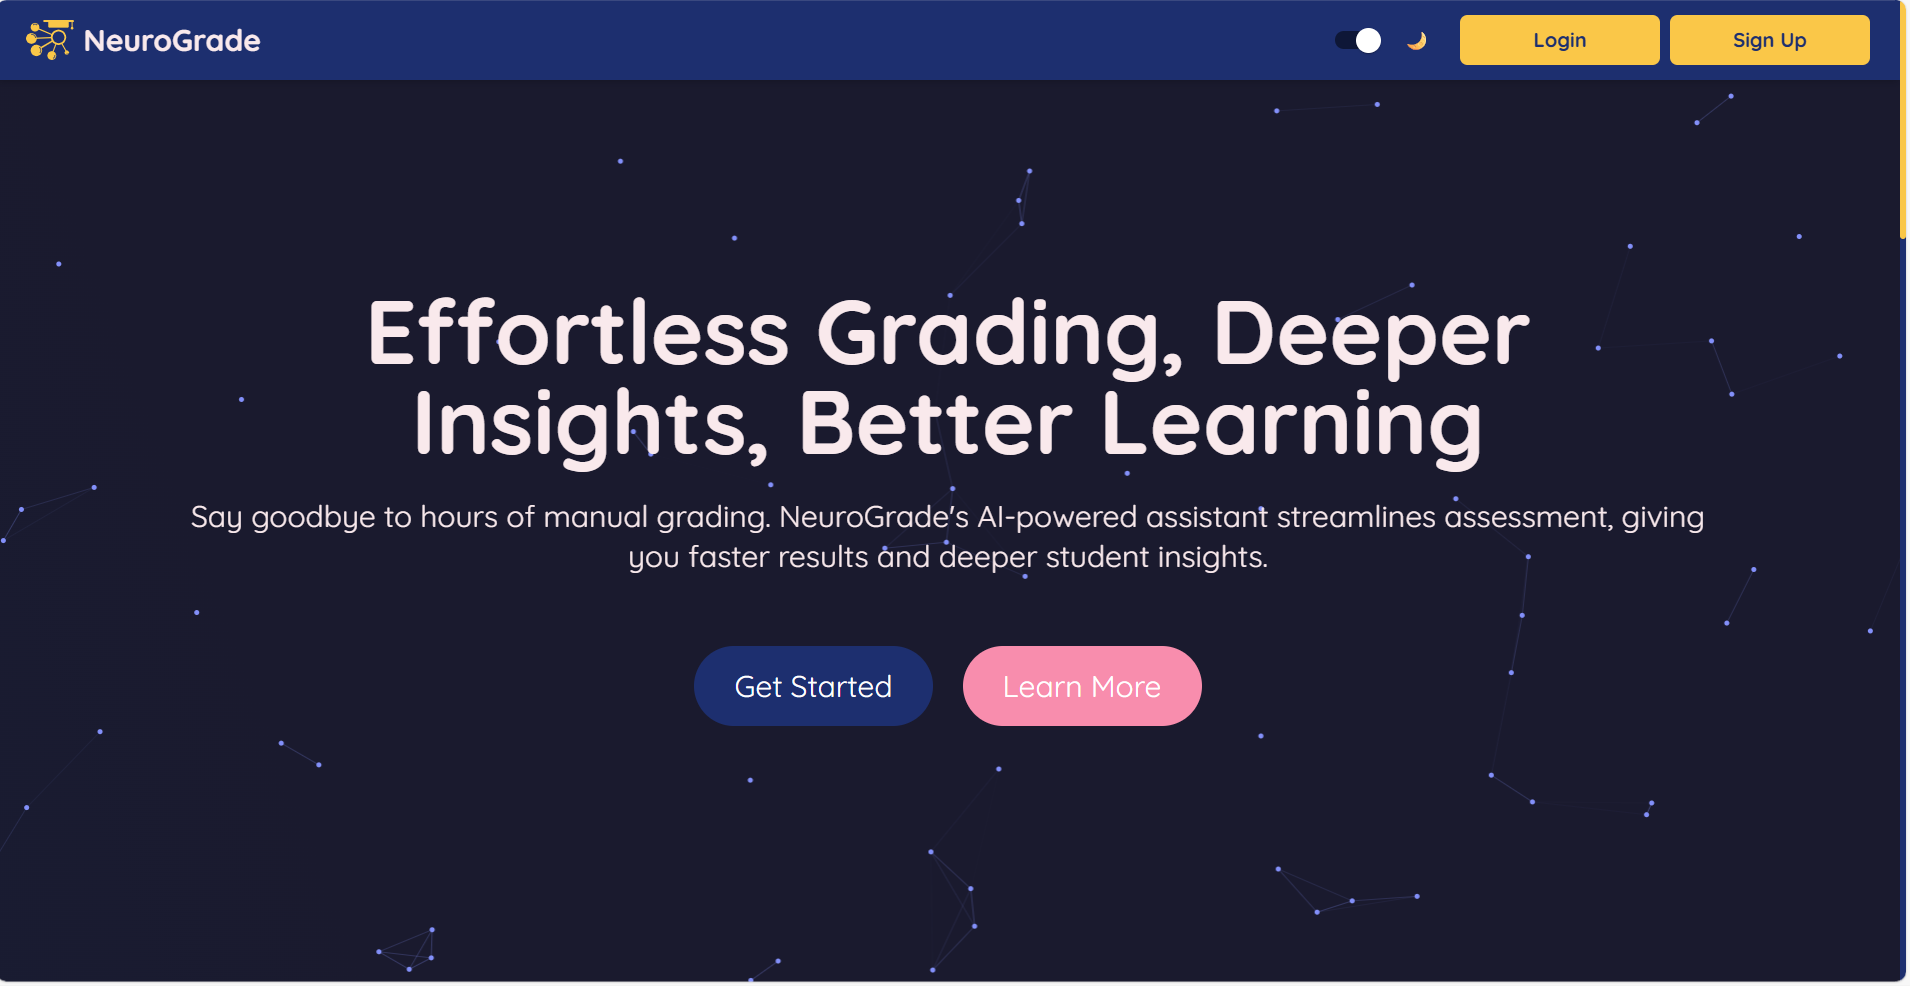 NeuroGrade
Login
Sign Up
Effortless Grading, Deeper
Insights, Better Learning
Say goodbye to hours of manual grading. NeuroGrade's AI-powered assistant streamlines assessment, giving
you faster results and deeper student insights.
Get Started
Learn More